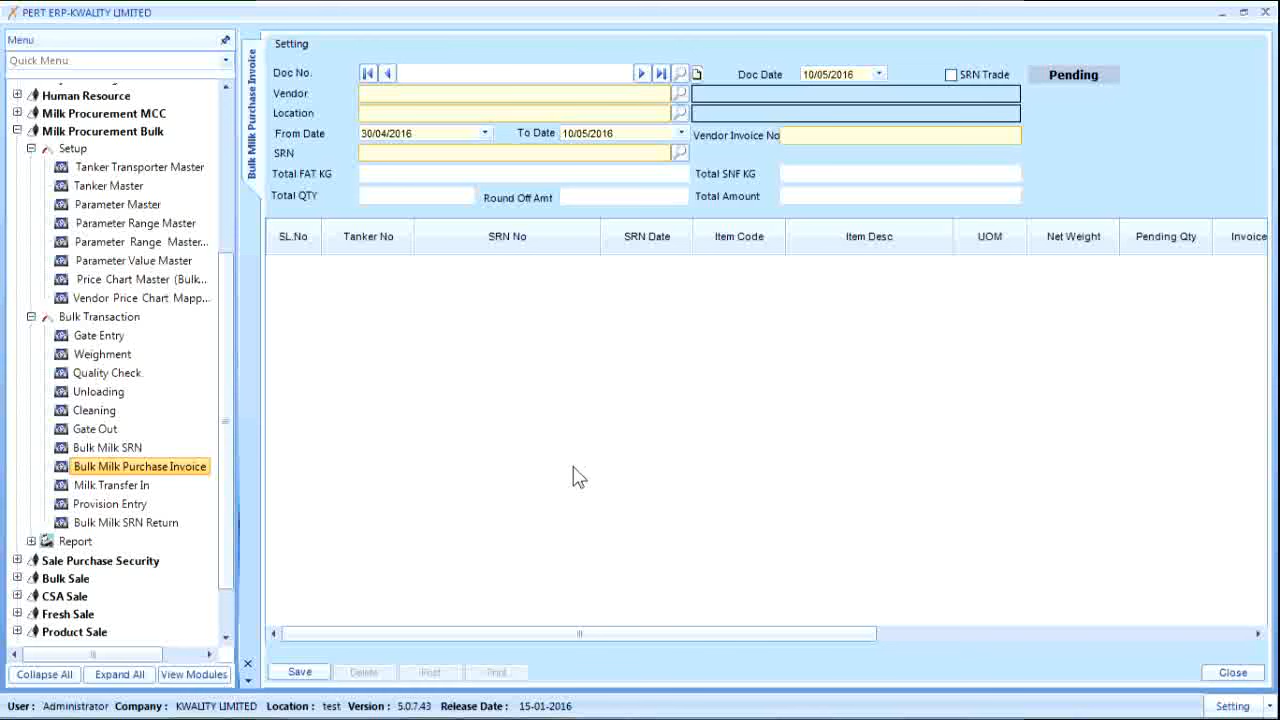 PERT ERP-KWALITY LIMITED
Menu
Quick Menu
Human Resource
Milk Procurement MCC
Milk Procurement Bulk
Setup
Tanker Transporter Master
Tanker Master
Parameter Master
Parameter Range Master
Parameter Range Master...
Parameter Value Master
Price Chart Master (Bulk...
Vendor Price Chart Mapp...
Bulk Transaction
Gate Entry
Weighment
Quality Check
Unloading
Cleaning
Gate Out
Bulk Milk SRN
Bulk Milk Purchase Invoice
Milk Transfer In
Provision Entry
Bulk Milk SRN Return
Report
Sale Purchase Security
Bulk Sale
CSA Sale
Fresh Sale
Product Sale
Collapse All Expand All View Modules
Bulk Milk Purchase Invoice
Setting
Doc No. Doc Date 10/05/2016 SRN Trade Pending
Vendor
Location
From Date 30/04/2016 To Date 10/05/2016 Vendor Invoice No
SRN
Total FAT KG Total SNF KG
Total QTY Round Off Amt Total Amount
SL.No Tanker No SRN No SRN Date Item Code Item Desc UOM Net Weight Pending Qty Invoice
Save Delete Post Print Close
User : Administrator Company : KWALITY LIMITED Location : test Version : 5.0.7.43 Release Date : 15-01-2016 Setting